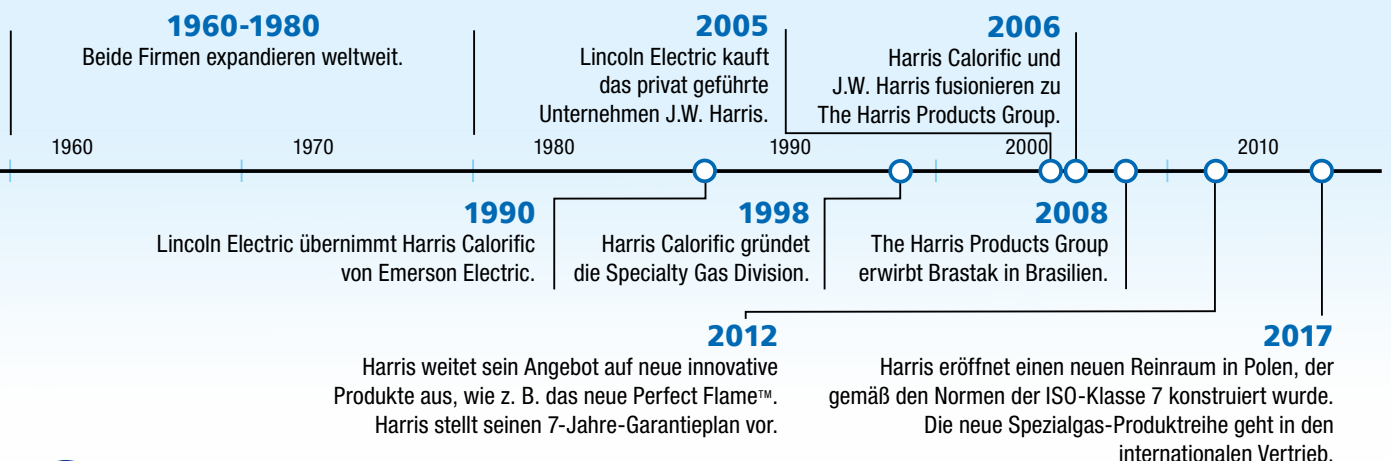 1960-1980
Beide Firmen expandieren weltweit.
2005
Lincoln Electric kauft
das privat geführte
Unternehmen J.W. Harris.
2006
Harris Calorific und
J.W. Harris fusionieren zu
The Harris Products Group.
1960
1970
1980
1990
2000
2010
1990
Lincoln Electric übernimmt Harris Calorific
von Emerson Electric.
1998
Harris Calorific gründet
die Specialty Gas Division.
2008
The Harris Products Group
erwirbt Brastak in Brasilien.
2012
Harris weitet sein Angebot auf neue innovative
Produkte aus, wie z. B. das neue Perfect Flame™.
Harris stellt seinen 7-Jahre-Garantieplan vor.
2017
Harris eröffnet einen neuen Reinraum in Polen, der
gemäß den Normen der ISO-Klasse 7 konstruiert wurde.
Die neue Spezialgas-Produktreihe geht in den
internationalen Vertrieb.